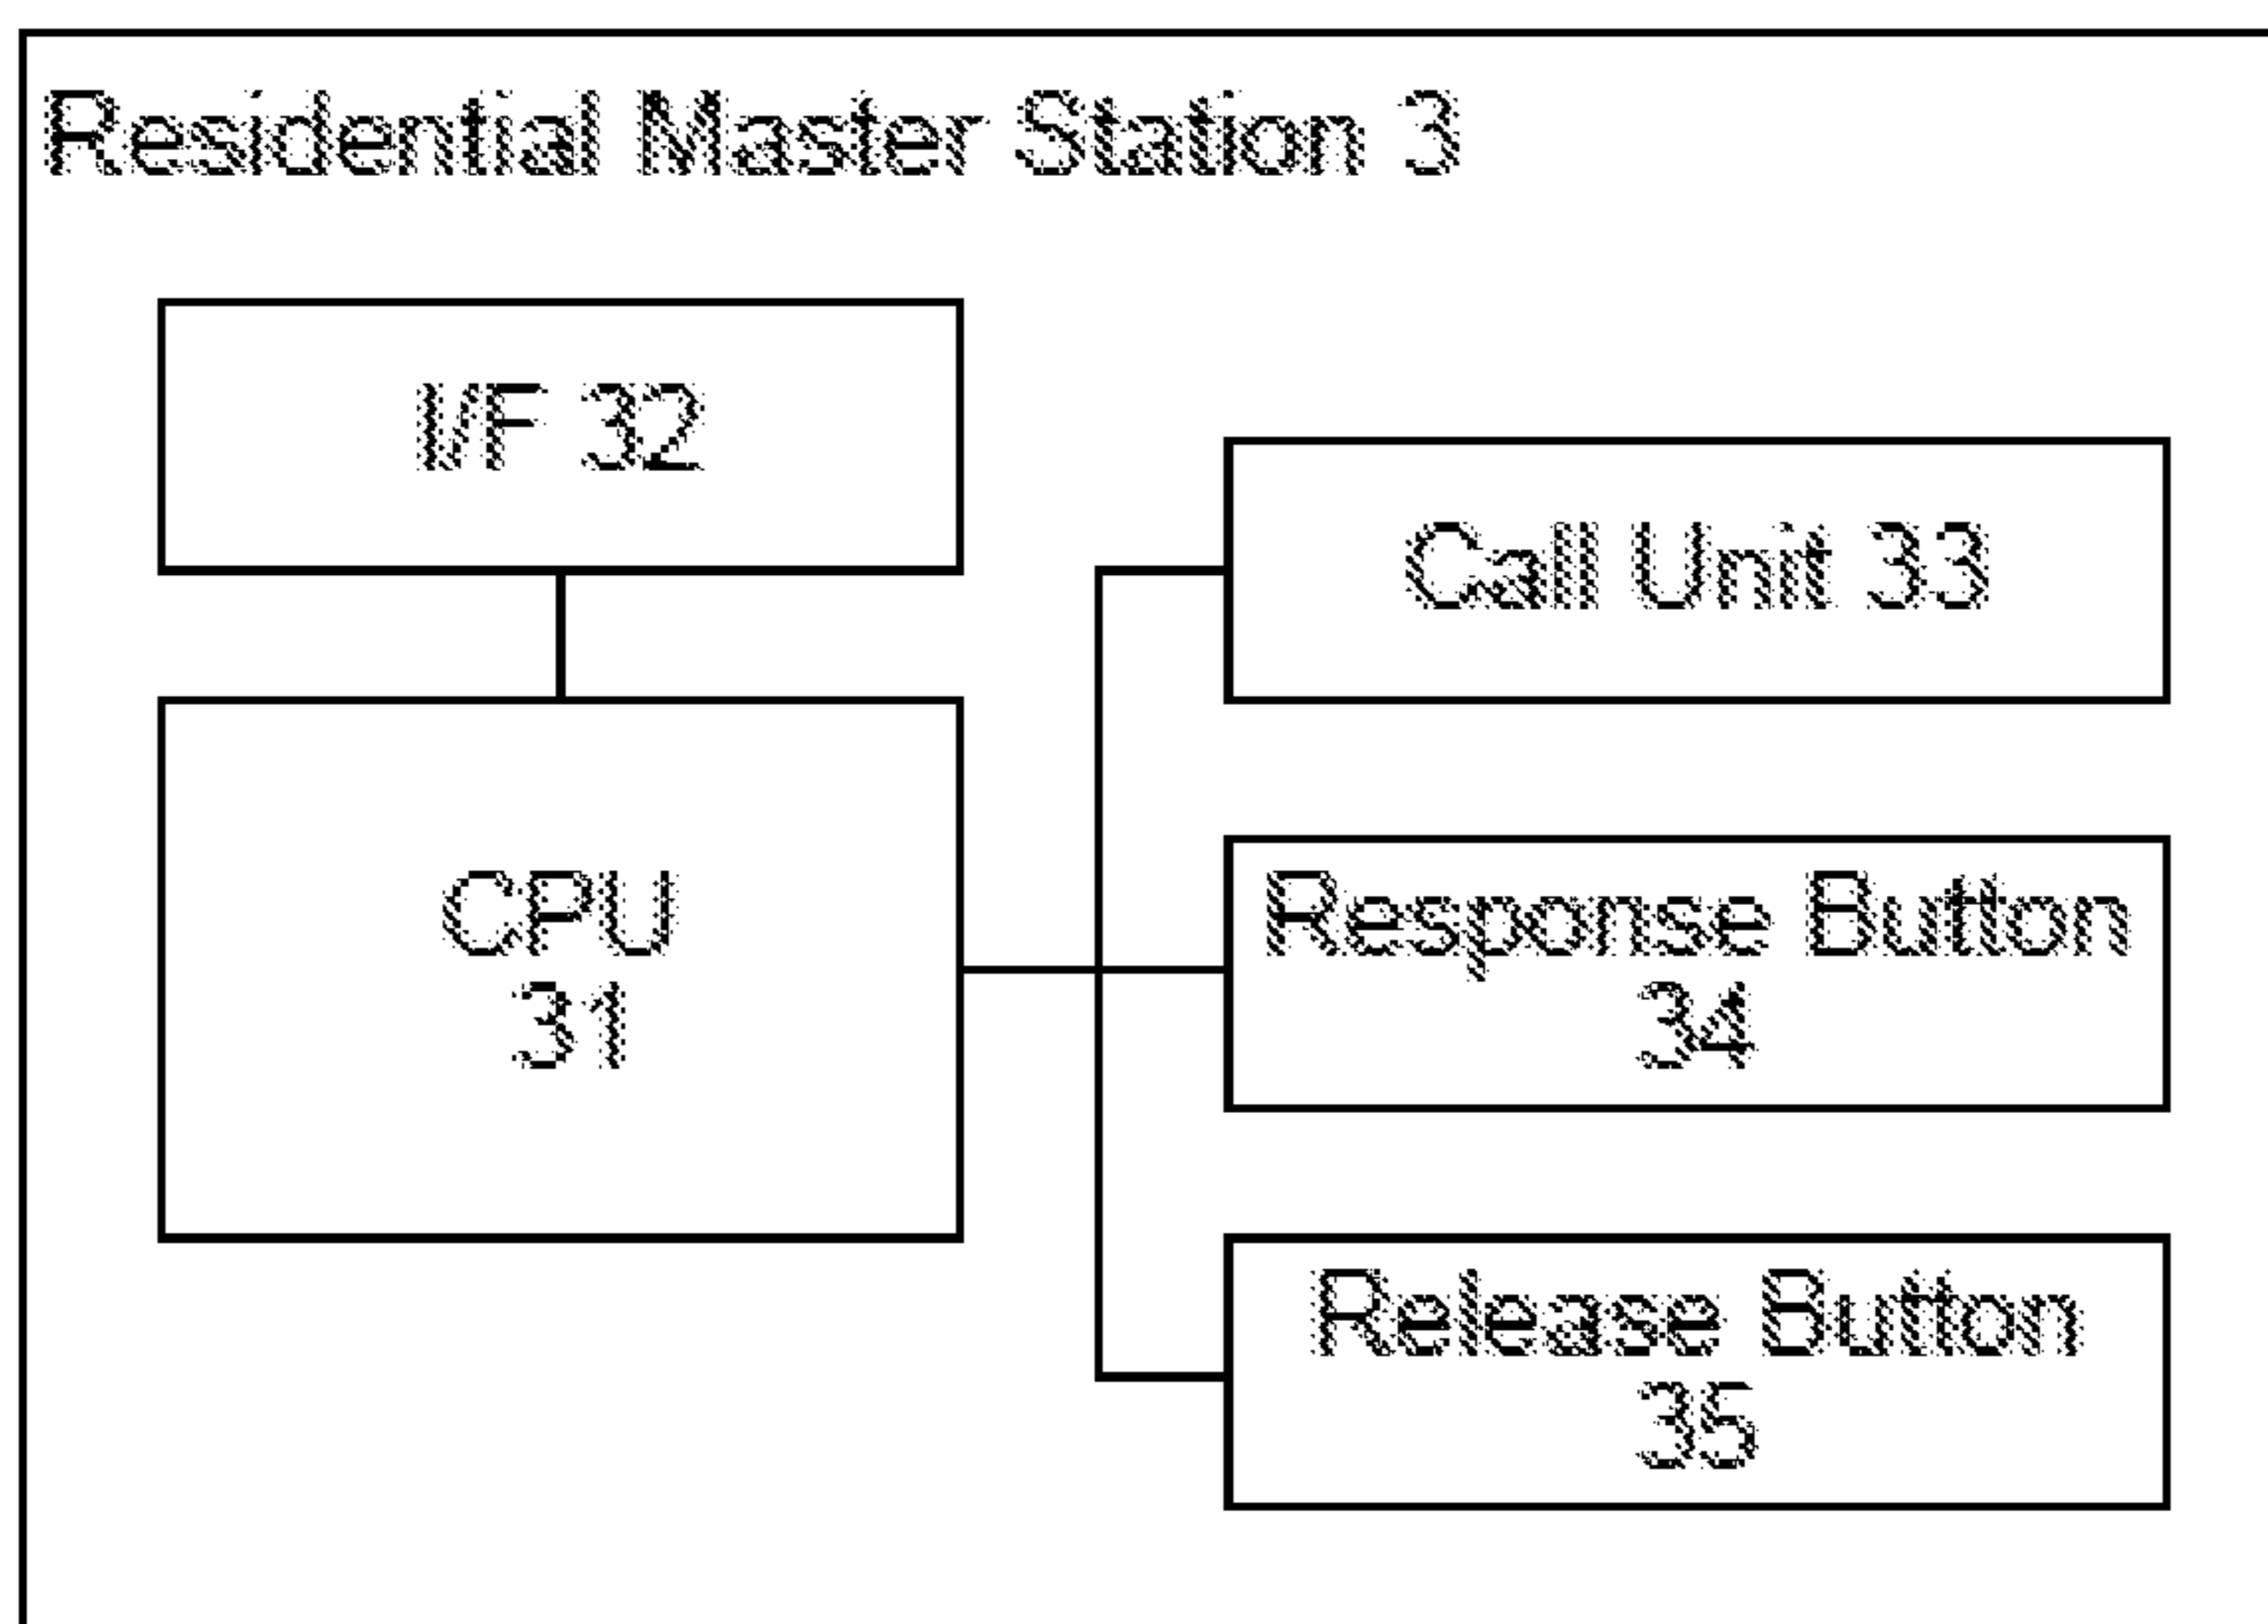 Residential Master Station 3
I/F 32
Call Unit 33
CPU
31
Response Button
34
Release Button
35